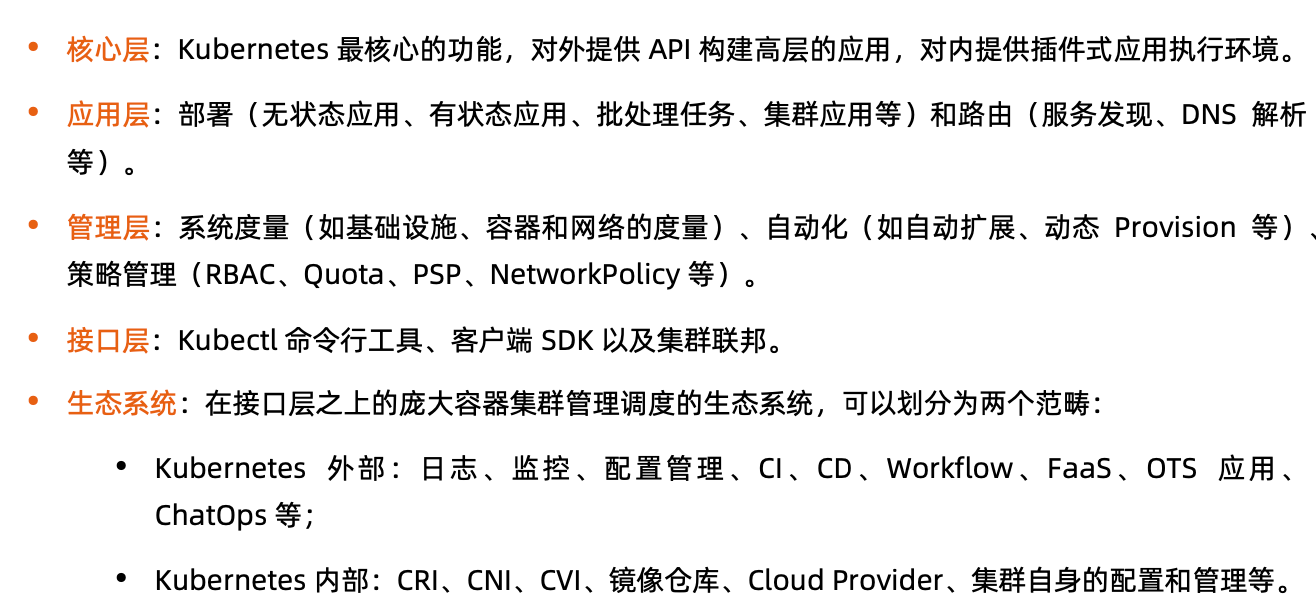 • 核心层：Kubernetes 最核心的功能，对外提供 API 构建高层的应用，对内提供插件式应用执行环境。
• 应用层：部署（无状态应用、有状态应用、批处理任务、集群应用等）和路由（服务发现、DNS 解析
等）。
• 管理层：系统度量（如基础设施、容器和网络的度量）、自动化（如自动扩展、动态 Provision 等）、
策略管理（RBAC、Quota、PSP、NetworkPolicy 等）。
• 接口层：Kubectl 命令行工具、客户端 SDK 以及集群联邦。
• 生态系统：在接口层之上的庞大容器集群管理调度的生态系统，可以划分为两个范畴：
• Kubernetes 外部：日志、监控、配置管理、CI、CD、Workflow、FaaS、OTS 应用、
ChatOps 等；
• Kubernetes 内部：CRI、CNI、CVI、镜像仓库、Cloud Provider、集群自身的配置和管理等。